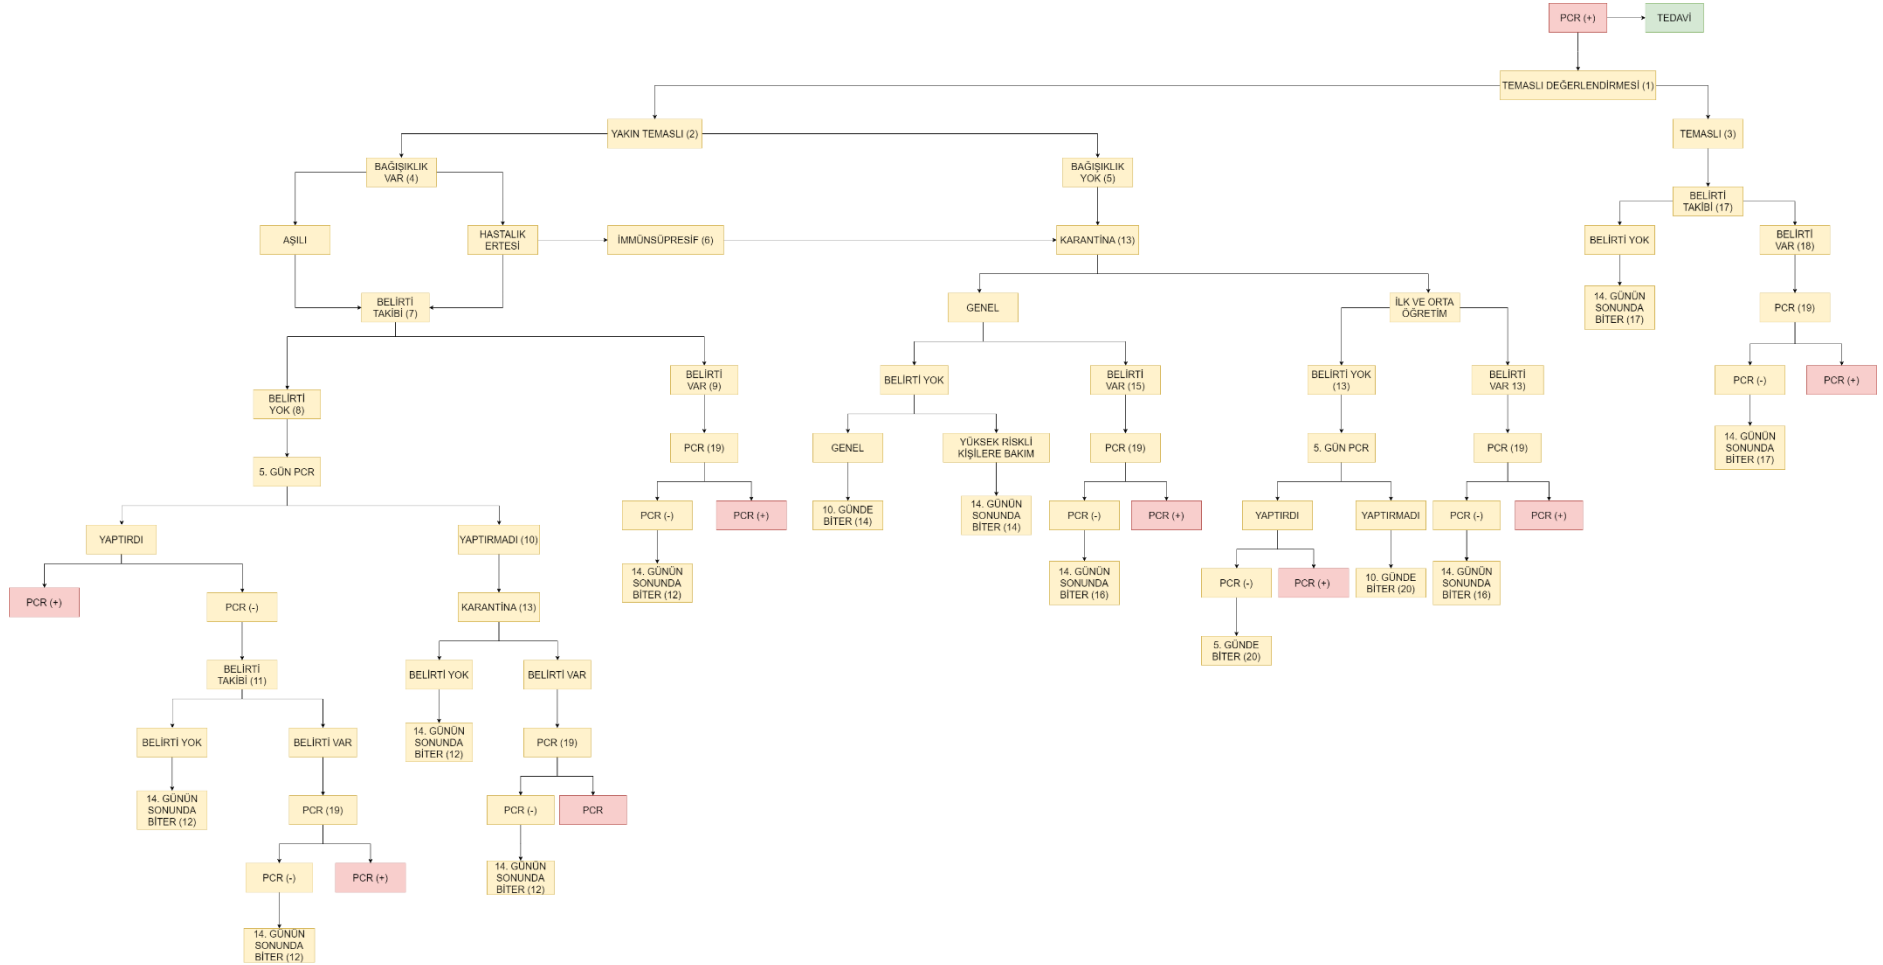 PCR (+)
TEDAVİ
TEMASLI DEĞERLENDİRMESİ (1)
YAKIN TEMASLI (2)
TEMASLI (3)
BAĞIŞIKLIK
VAR (4)
BAĞIŞIKLIK
YOK (5)
BELİRTİ
TAKİBİ (17)
AŞILI
HASTALIK
ERTESİ
İMMÜNSÜPRESİF (6)
KARANTİNA (13)
BELİRTİ YOK
BELİRTİ
VAR (18)
BELİRTİ
TAKİBİ (7)
GENEL
İLK VE ORTA
ÖĞRETİM
14. GÜNÜN
SONUNDA
BİTER (17)
PCR (19)
BELİRTİ
YOK (8)
BELİRTİ
VAR (9)
BELİRTİ YOK
BELİRTİ
VAR (15)
BELİRTİ YOK
(13)
BELİRTİ
VAR 13)
PCR (-)
PCR (+)
5. GÜN PCR
PCR (19)
GENEL
YÜKSEK RİSKLİ
KİŞİLERE BAKIM
PCR (19)
5. GÜN PCR
PCR (19)
14. GÜNÜN
SONUNDA
BİTER (17)
YAPTIRDI
YAPTIRMADI (10)
PCR (-)
PCR (+)
10. GÜNDE
BİTER (14)
14. GÜNÜN
SONUNDA
BİTER (14)
PCR (-)
PCR (+)
YAPTIRDI
YAPTIRMADI
PCR (-)
PCR (+)
PCR (+)
PCR (-)
KARANTİNA (13)
14. GÜNÜN
SONUNDA
BİTER (12)
14. GÜNÜN
SONUNDA
BİTER (16)
PCR (-)
PCR (+)
10. GÜNDE
BİTER (20)
14. GÜNÜN
SONUNDA
BİTER (16)
5. GÜNDE
BİTER (20)
BELİRTİ
TAKİBİ (11)
BELİRTİ YOK
BELİRTİ VAR
BELİRTİ YOK
BELİRTİ VAR
14. GÜNÜN
SONUNDA
BİTER (12)
PCR (19)
14. GÜNÜN
SONUNDA
BİTER (12)
PCR (19)
PCR (-)
PCR
PCR (-)
PCR (+)
14. GÜNÜN
SONUNDA
BİTER (12)
14. GÜNÜN
SONUNDA
BİTER (12)